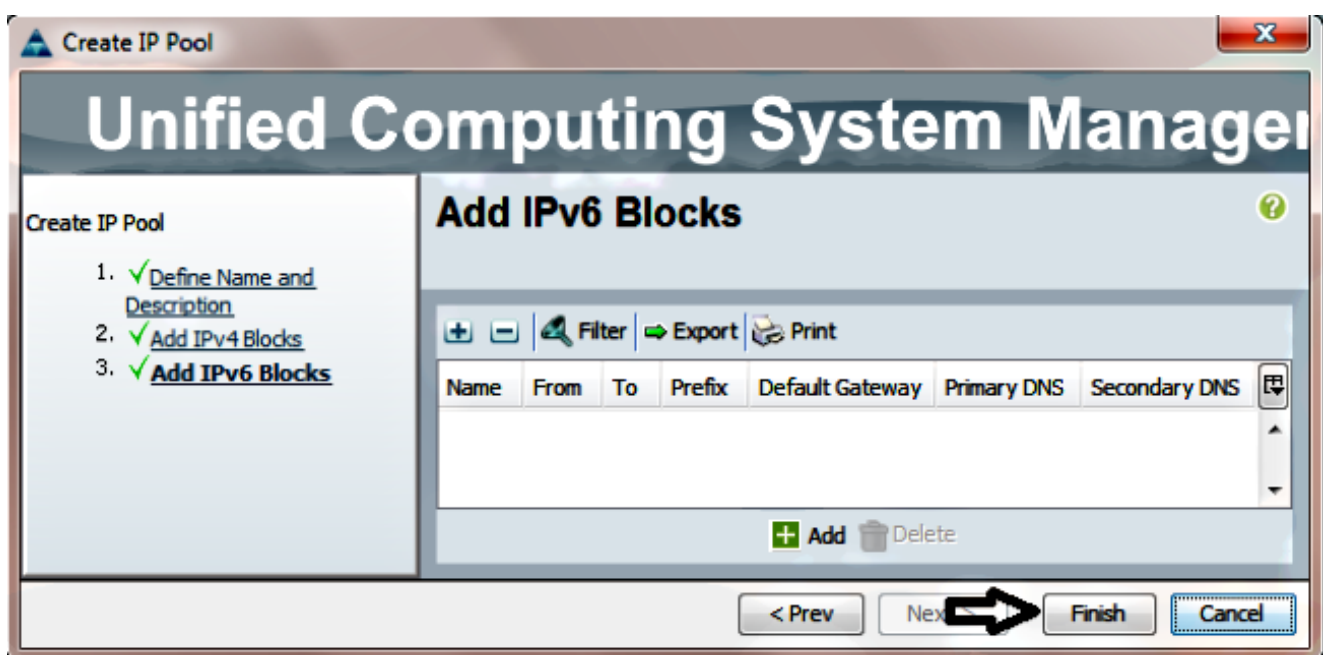 Create IP Pool
Unified Computing System Manager
Create IP Pool
1. Define Name and
Description
2. Add IPv4 Blocks
3. Add IPv6 Blocks
Add IPv6 Blocks
Filter Export Print
Name From To Prefix Default Gateway Primary DNS Secondary DNS
Add Delete
< Prev Finish Cancel